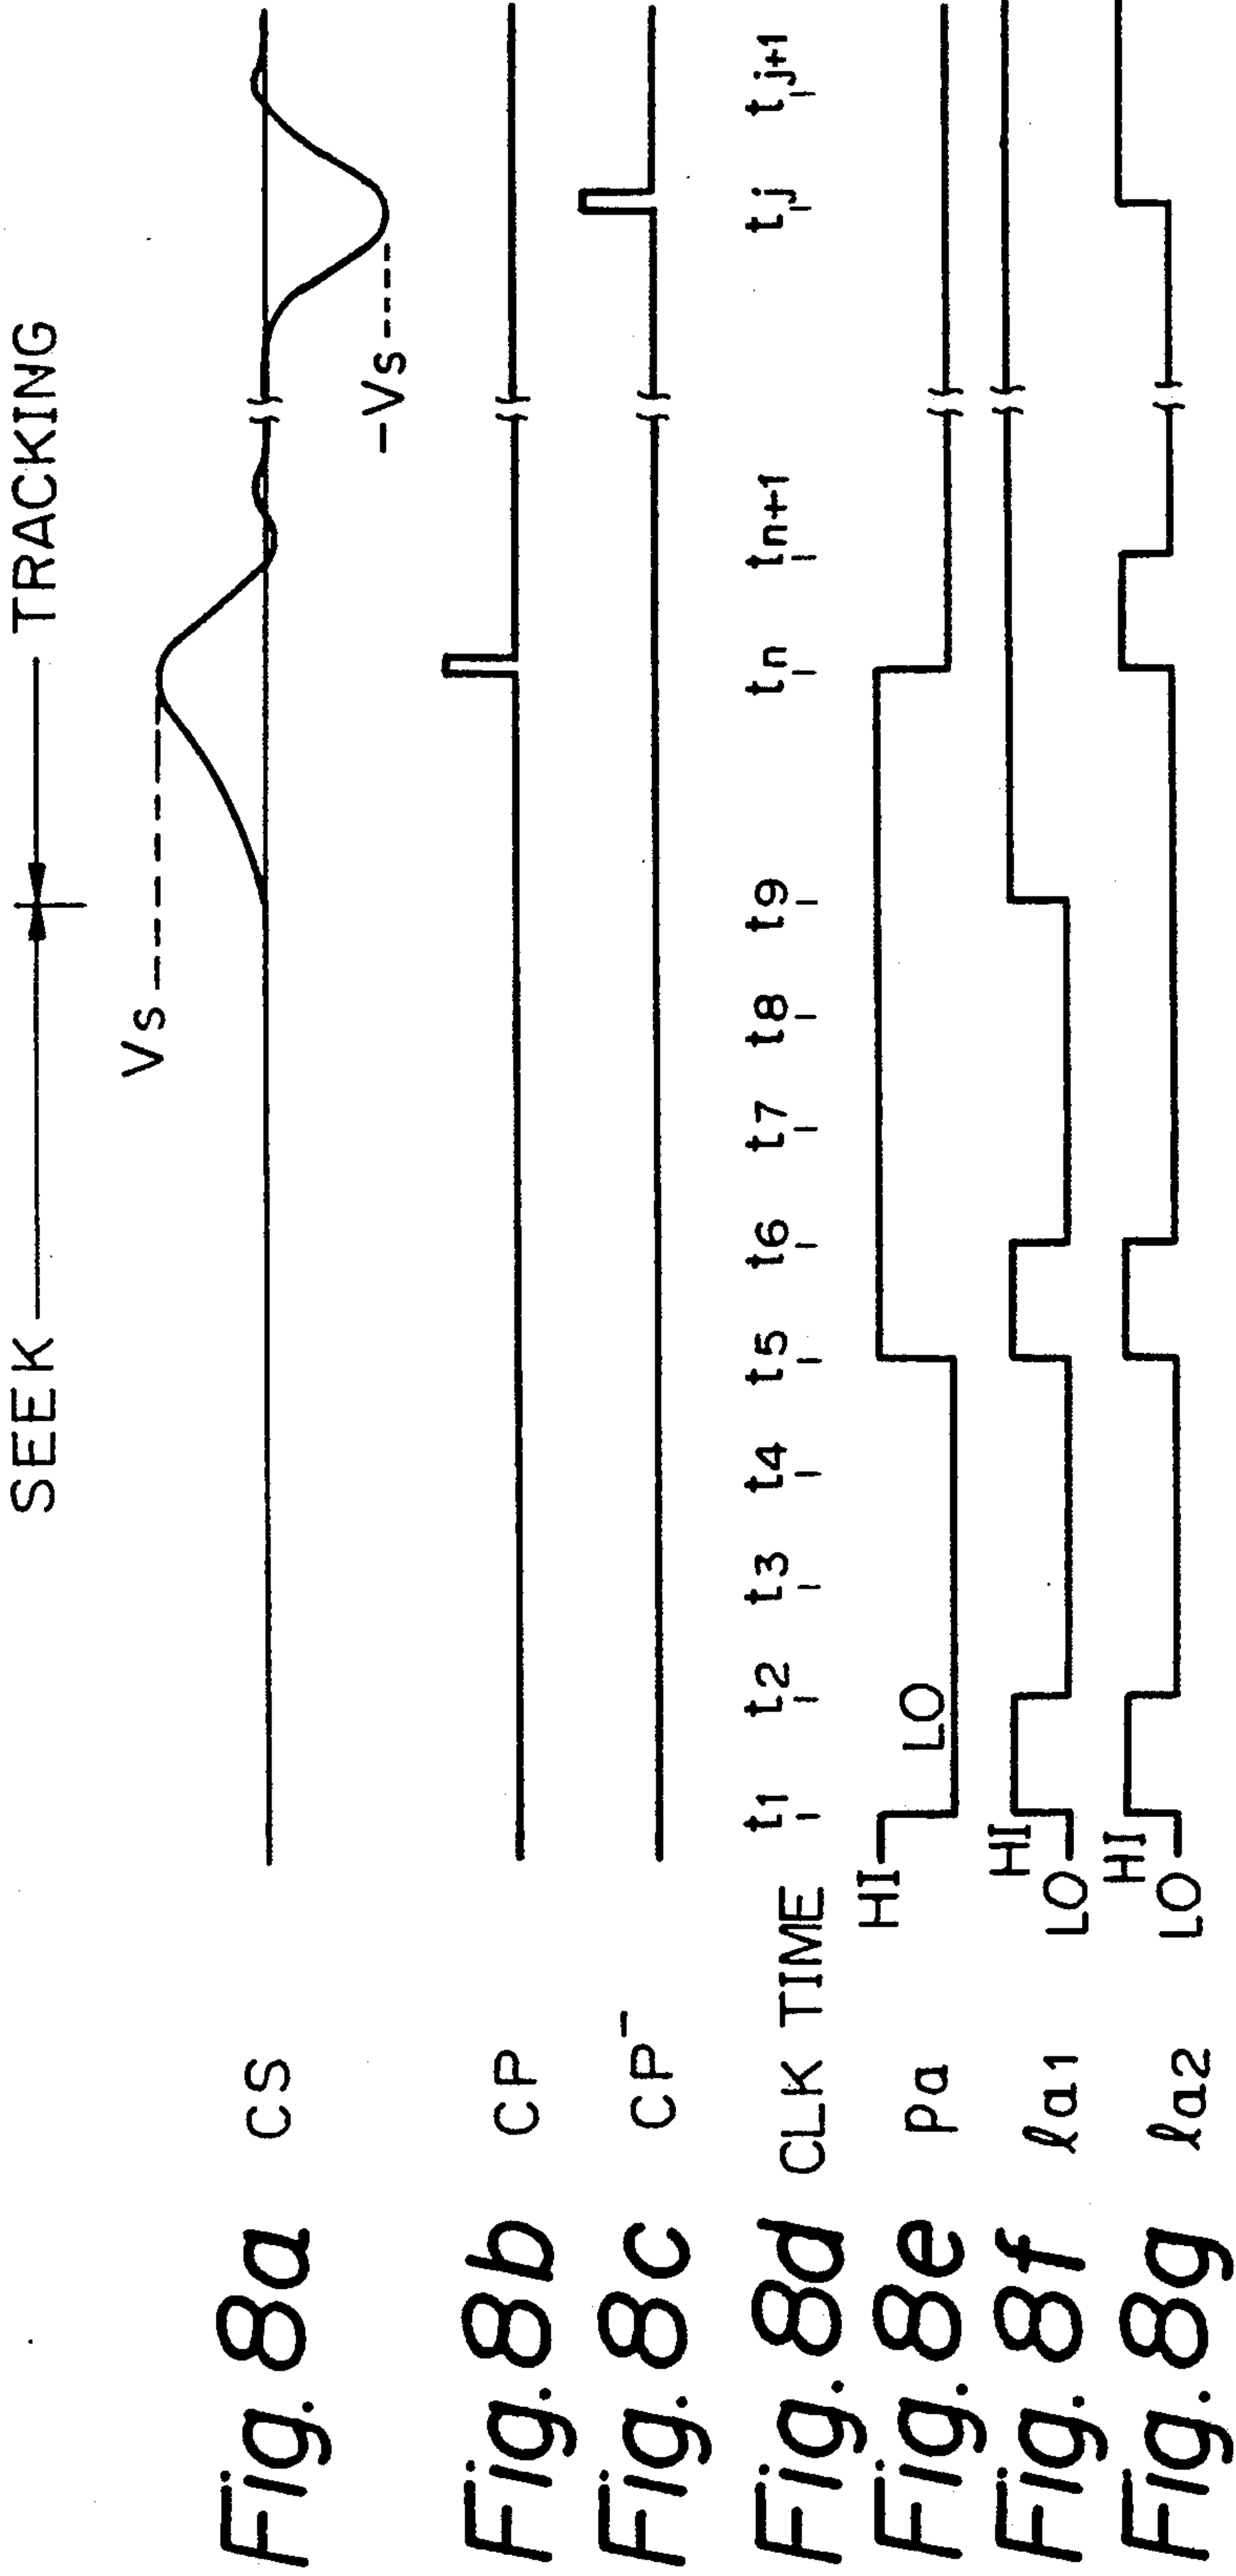 SEEK TRACKING
Fig. 8a CS Vs -Vs
Fig. 8b CP
Fig. 8c CP⁻
Fig. 8d CLK TIME t1 t2 t3 t4 t5 t6 t7 t8 t9 tn tn+1 tj tj+1
Fig. 8e Pa HI LO
Fig. 8f ℓa1 HI LO
Fig. 8g ℓa2 HI LO